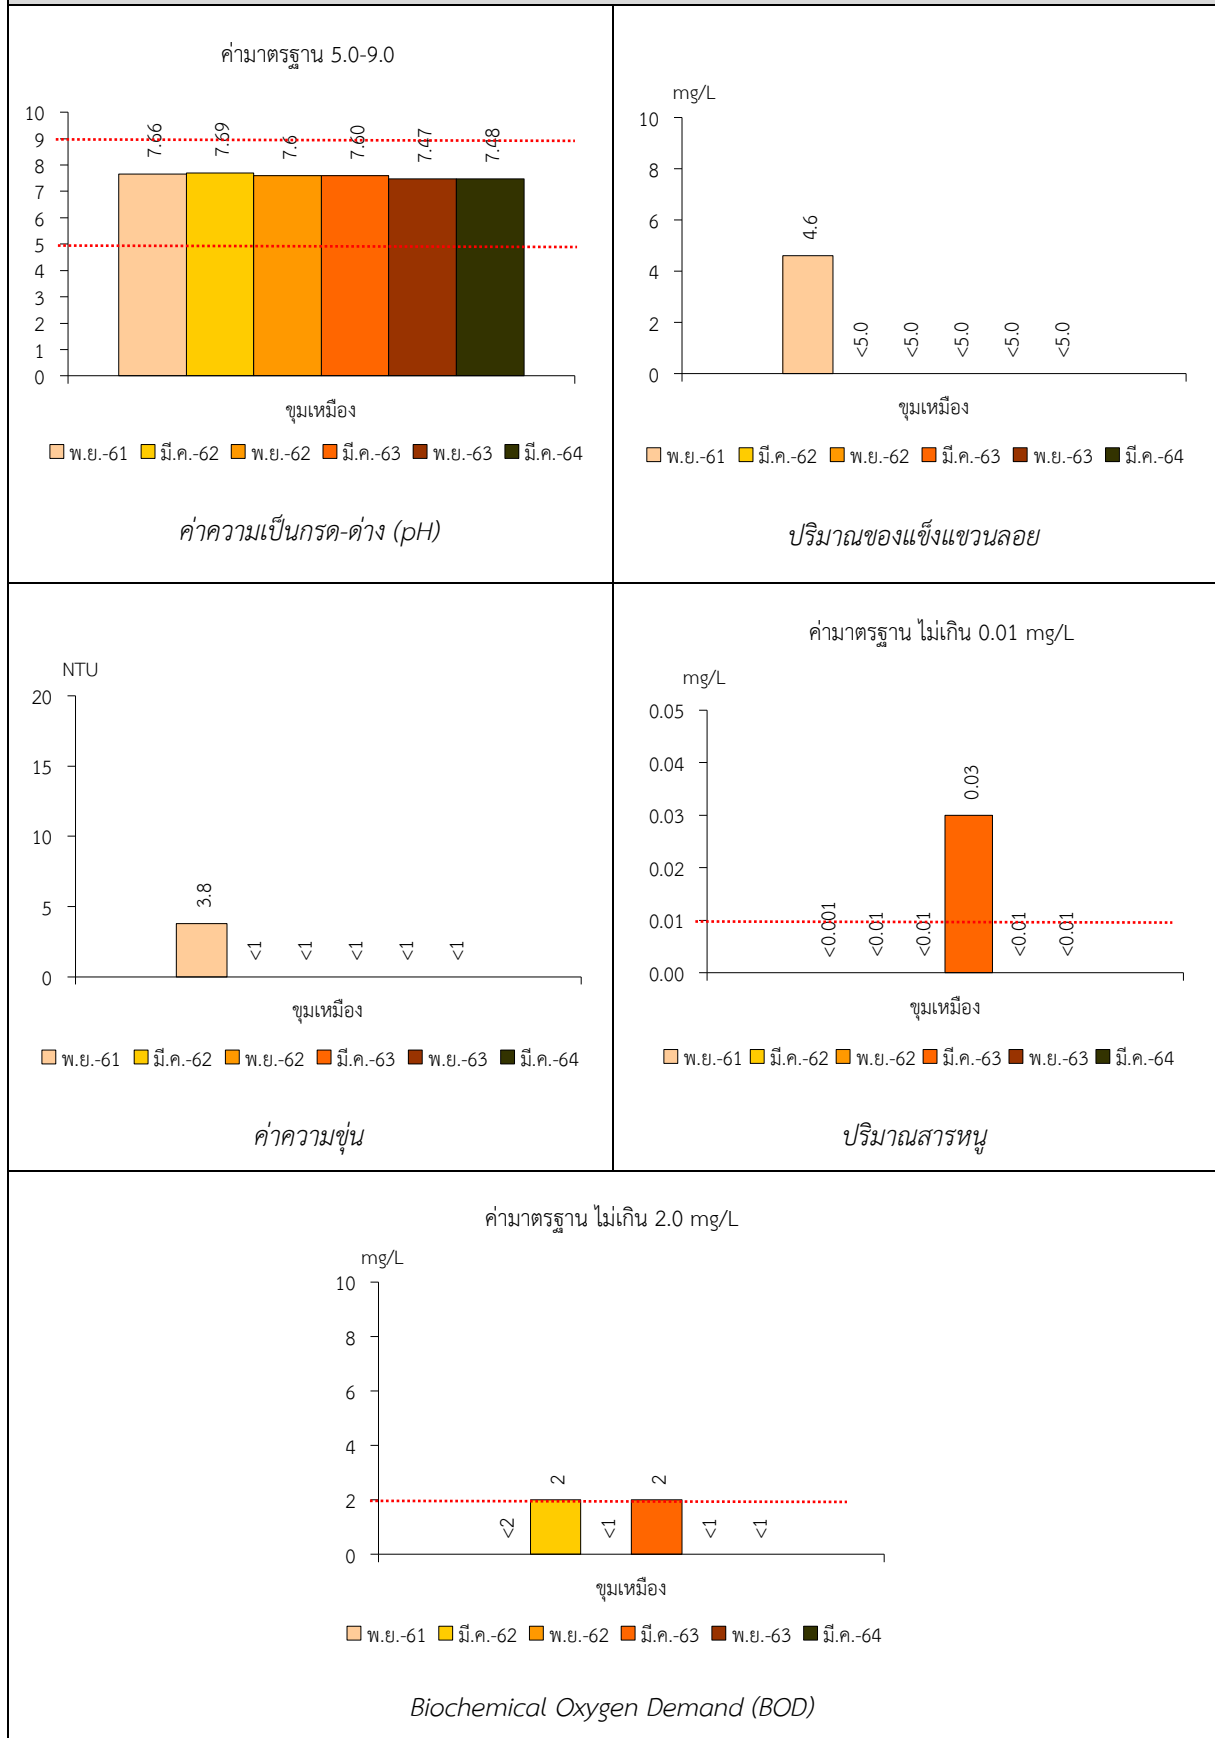 ค่ามาตรฐาน 5.0-9.0
10
9
8
7
6
5
4
3
2
1
0
7.66
7.69
7.6
7.60
7.47
7.48
ขุมเหมือง
พ.ย.-61 มี.ค.-62 พ.ย.-62 มี.ค.-63 พ.ย.-63 มี.ค.-64
ค่าความเป็นกรด-ด่าง (pH)
mg/L
10
8
6
4
2
0
4.6
<5.0
<5.0
<5.0
<5.0
<5.0
ขุมเหมือง
พ.ย.-61 มี.ค.-62 พ.ย.-62 มี.ค.-63 พ.ย.-63 มี.ค.-64
ปริมาณของแข็งแขวนลอย
NTU
20
15
10
5
0
3.8
<1
<1
<1
<1
<1
ขุมเหมือง
พ.ย.-61 มี.ค.-62 พ.ย.-62 มี.ค.-63 พ.ย.-63 มี.ค.-64
ค่าความขุ่น
ค่ามาตรฐาน ไม่เกิน 0.01 mg/L
mg/L
0.05
0.04
0.03
0.02
0.01
0.00
<0.001
<0.01
<0.01
0.03
<0.01
<0.01
ขุมเหมือง
พ.ย.-61 มี.ค.-62 พ.ย.-62 มี.ค.-63 พ.ย.-63 มี.ค.-64
ปริมาณสารหนู
ค่ามาตรฐาน ไม่เกิน 2.0 mg/L
mg/L
10
8
6
4
2
0
<2
2
<1
2
<1
<1
ขุมเหมือง
พ.ย.-61 มี.ค.-62 พ.ย.-62 มี.ค.-63 พ.ย.-63 มี.ค.-64
Biochemical Oxygen Demand (BOD)